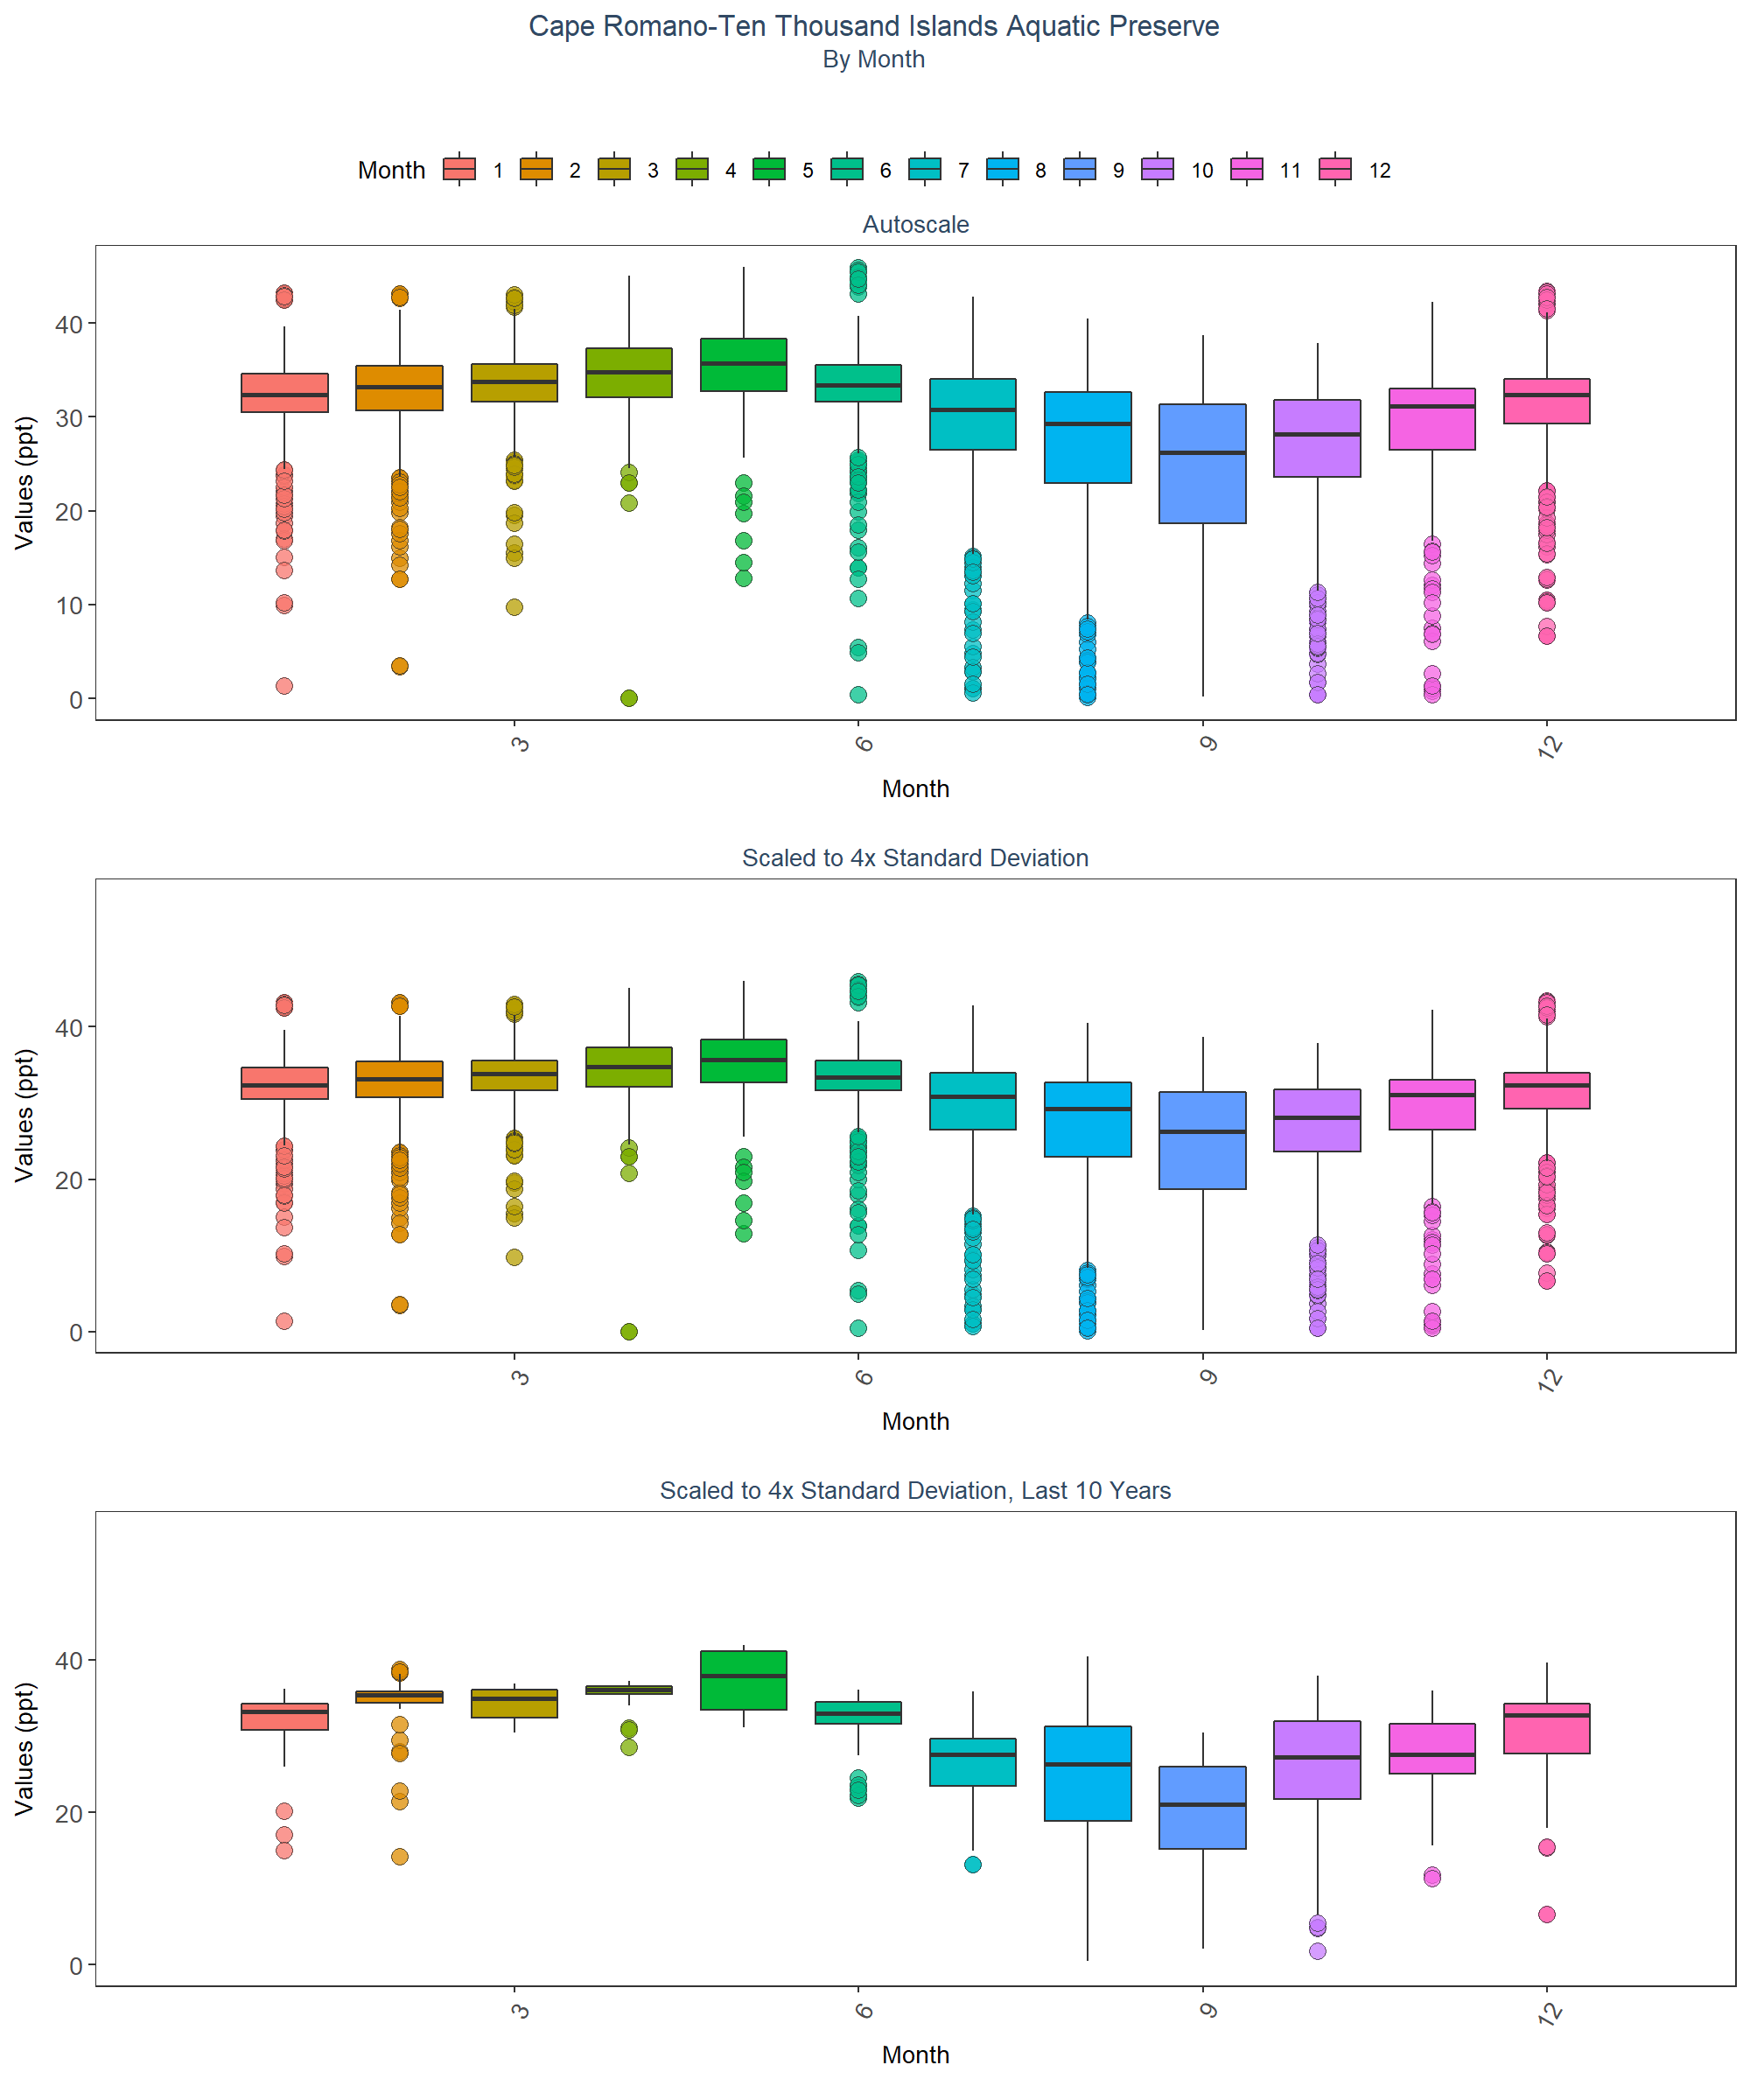 Cape Romano-Ten Thousand Islands Aquatic Preserve
By Month
Month 1 2 3 4 5 6 7 8 9 10 11 12
Autoscale
Values (ppt)
40
30
20
10
0
3 6 9 12
Month
Scaled to 4x Standard Deviation
Values (ppt)
40
20
0
3 6 9 12
Month
Scaled to 4x Standard Deviation, Last 10 Years
Values (ppt)
40
20
0
3 6 9 12
Month